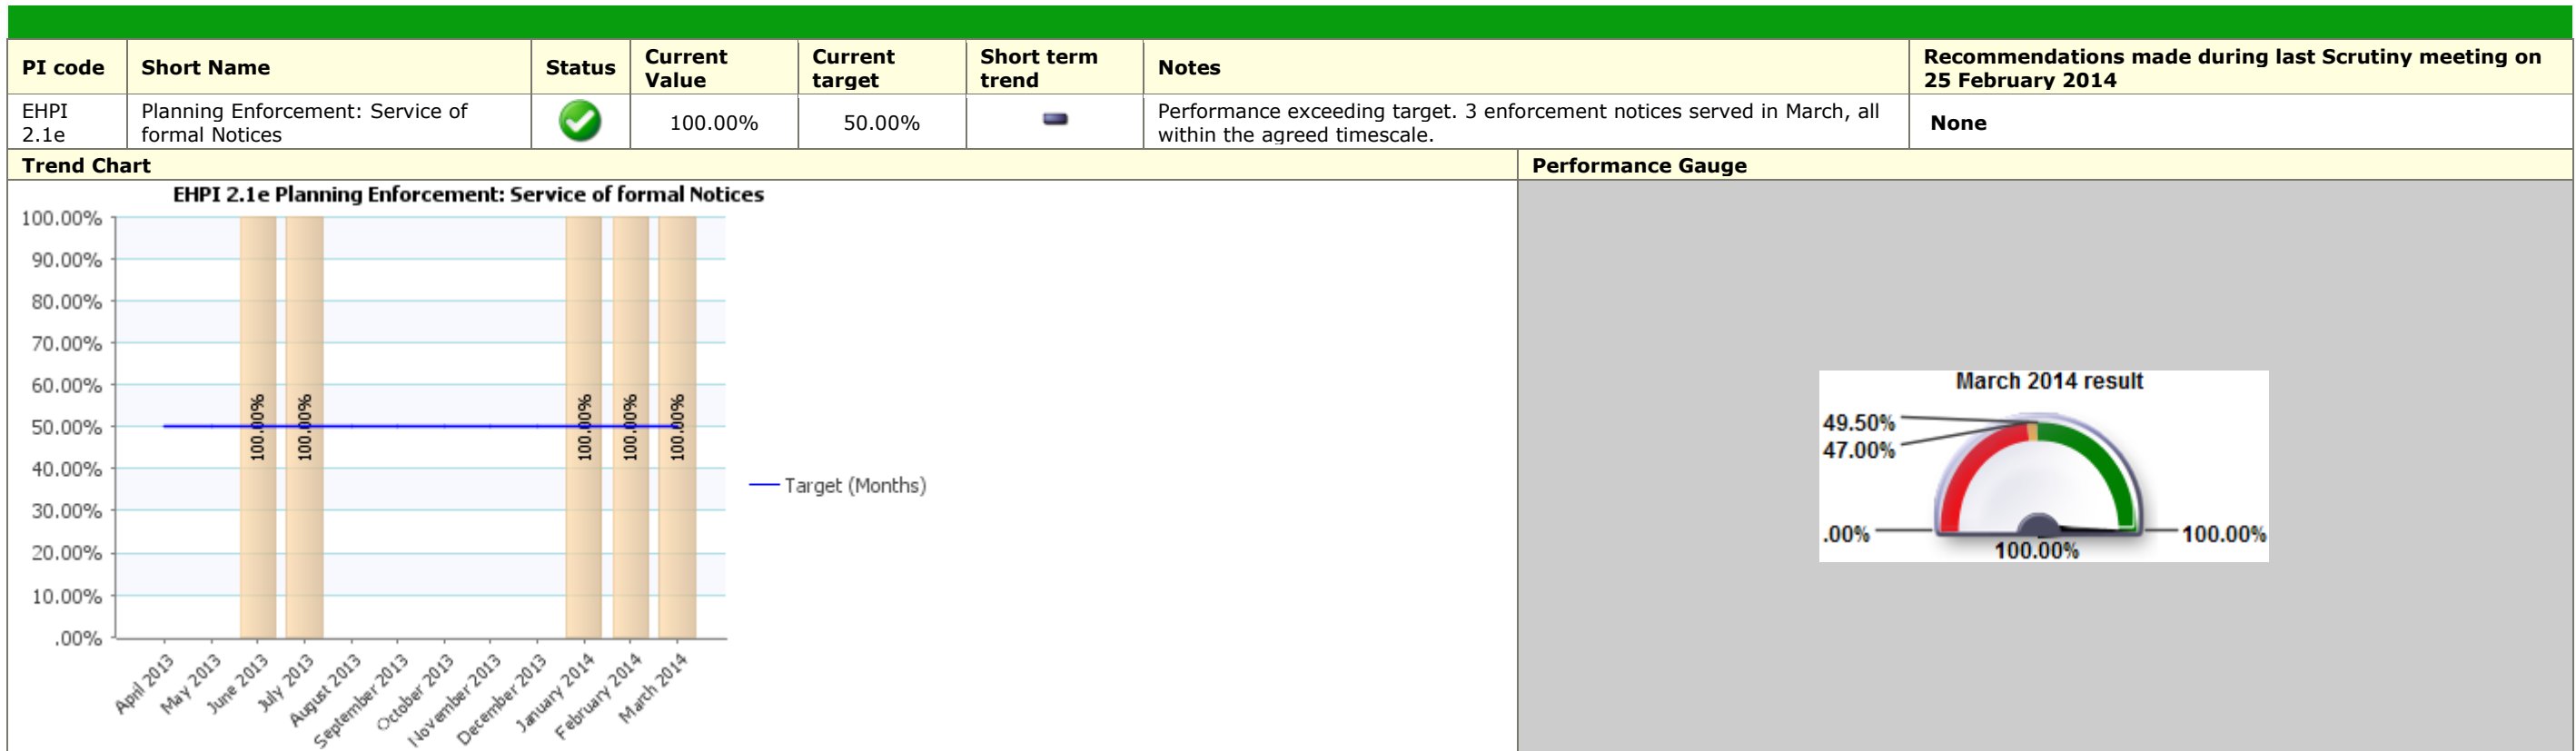 PI code
Short Name
Status
Current
Value
Current
target
Short term
trend
Notes
Recommendations made during last Scrutiny meeting on
25 February 2014
EHPI
2.1e
Planning Enforcement: Service of
formal Notices
100.00%
50.00%
Performance exceeding target. 3 enforcement notices served in March, all
within the agreed timescale.
None
Trend Chart
Performance Gauge
EHPI 2.1e Planning Enforcement: Service of formal Notices
100.00%
90.00%
80.00%
70.00%
60.00%
50.00%
40.00%
30.00%
20.00%
10.00%
.00%
100.00%
100.00%
100.00%
100.00%
100.00%
April 2013
May 2013
June 2013
July 2013
August 2013
September 2013
October 2013
November 2013
December 2013
January 2014
February 2014
March 2014
Target (Months)
March 2014 result
49.50%
47.00%
.00%
100.00%
100.00%